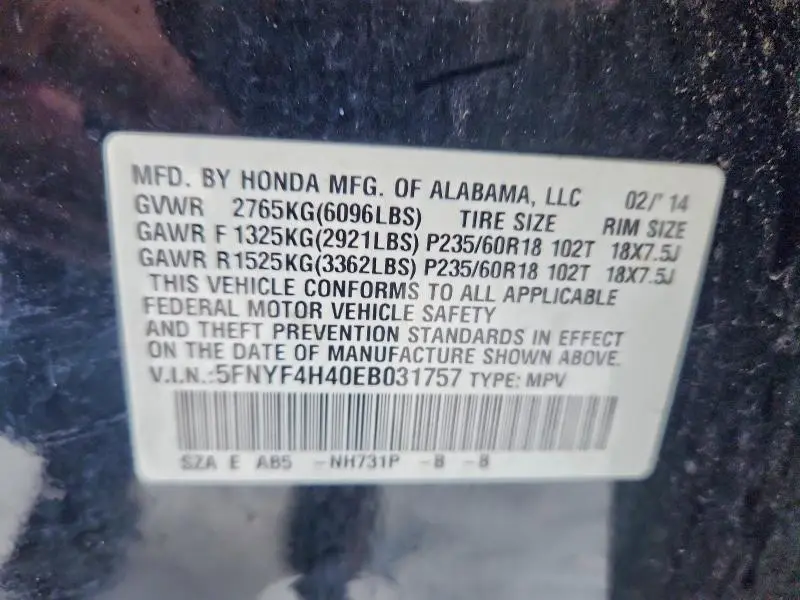 MFD. BY HONDA MFG. OF ALABAMA, LLC 02/'14
GVWR 2765KG(6096LBS) TIRE SIZE RIM SIZE
GAWR F 1325KG(2921LBS) P235/60R18 102T 18X7.5J
GAWR R1525KG(3362LBS) P235/60R18 102T 18X7.5J
THIS VEHICLE CONFORMS TO ALL APPLICABLE
FEDERAL MOTOR VEHICLE SAFETY
AND THEFT PREVENTION STANDARDS IN EFFECT
ON THE DATE OF MANUFACTURE SHOWN ABOVE.
V.I.N.:5FNYF4H40EB031757 TYPE: MPV
SZA E AB5 -NH731P -B -B